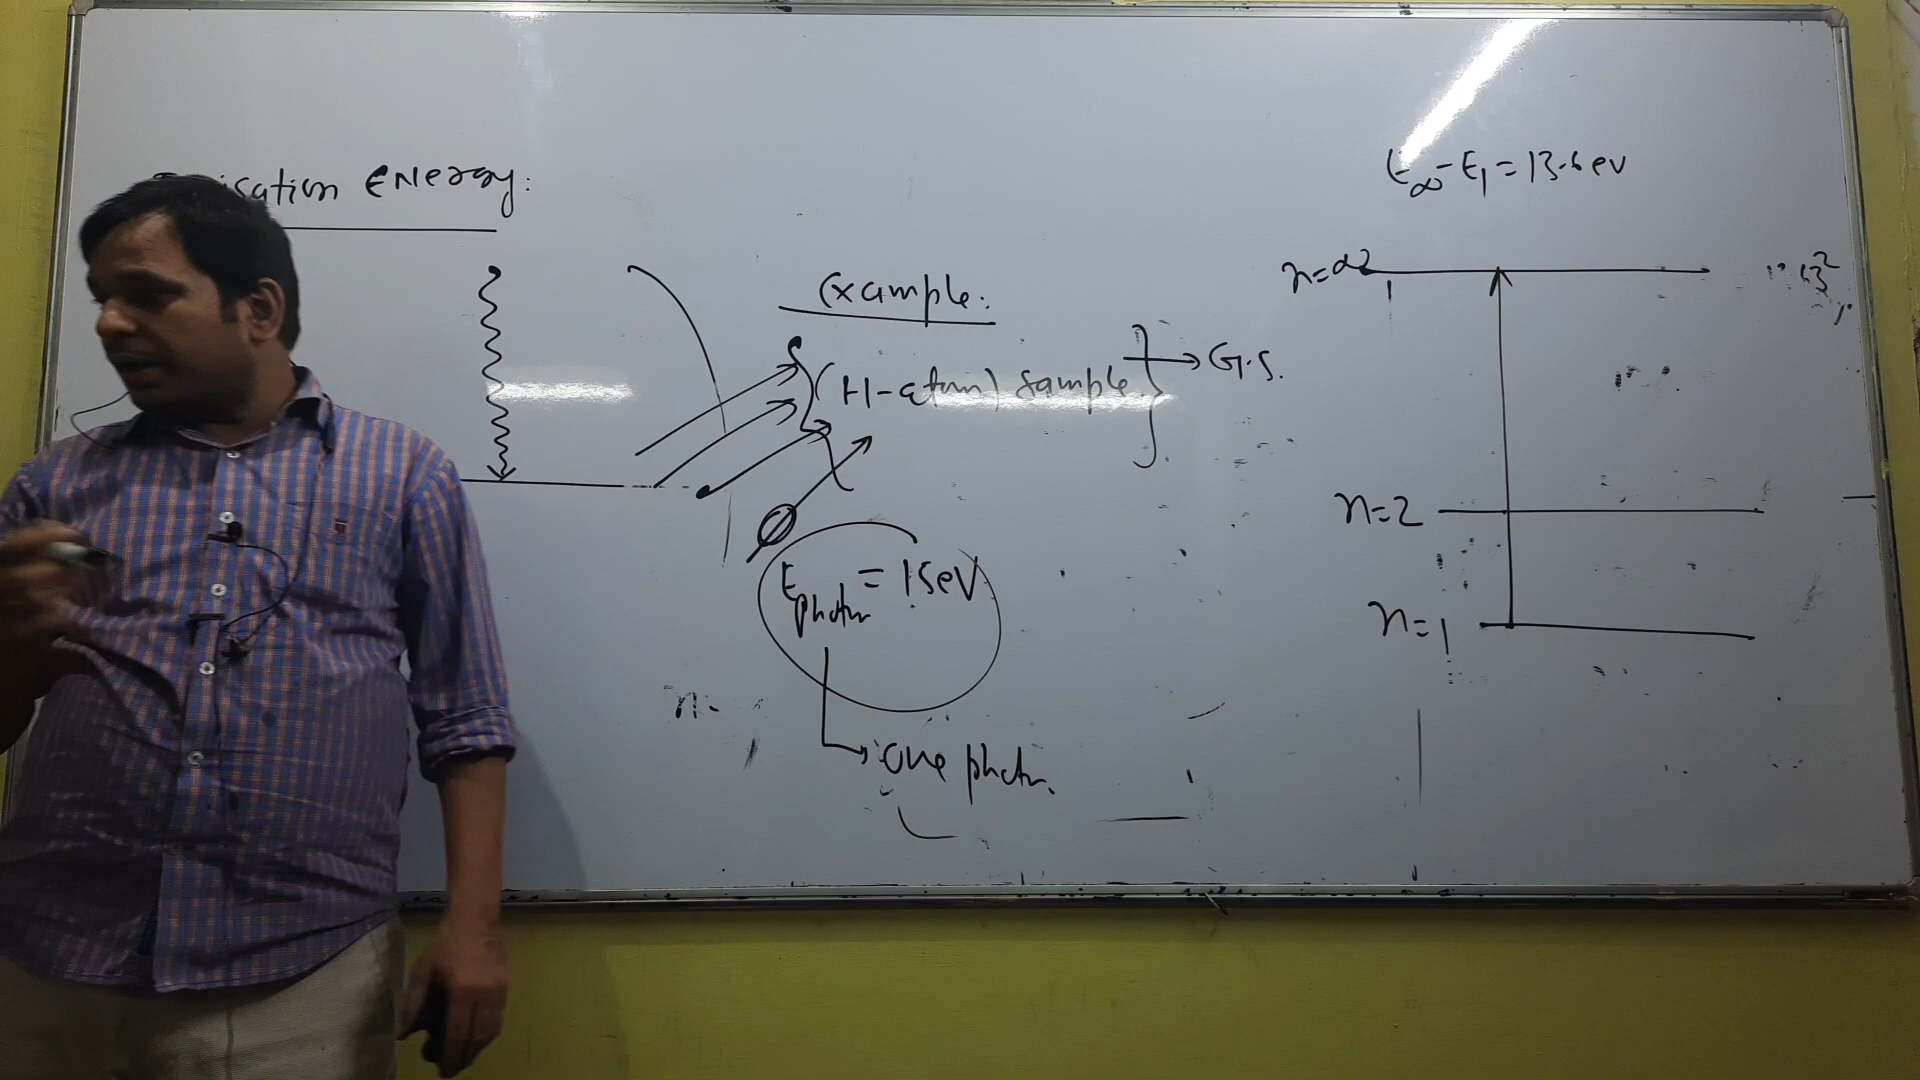 isation Energy:
E∞-E1 = 13.6 ev
n=∞
Example:
(H-atom) sample } → G.S.
n=2
E photon = 15eV
n=1
n-
→ one photon.